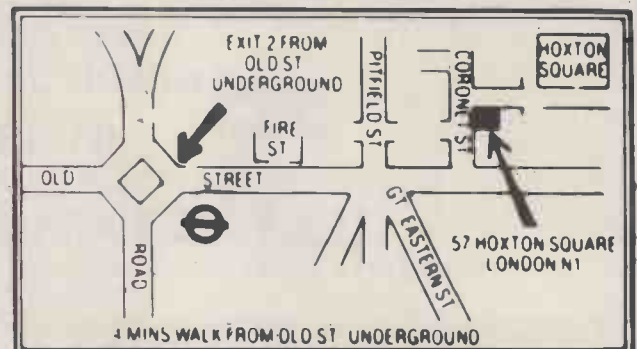 EXIT 2 FROM
OLD ST
UNDERGROUND
PITFIELD ST
CORONET ST
HOXTON
SQUARE
FIRE
ST
OLD
STREET
GT EASTERN ST
57 HOXTON SQUARE
LONDON N1
ROAD
MINS WALK FROM OLD ST UNDERGROUND